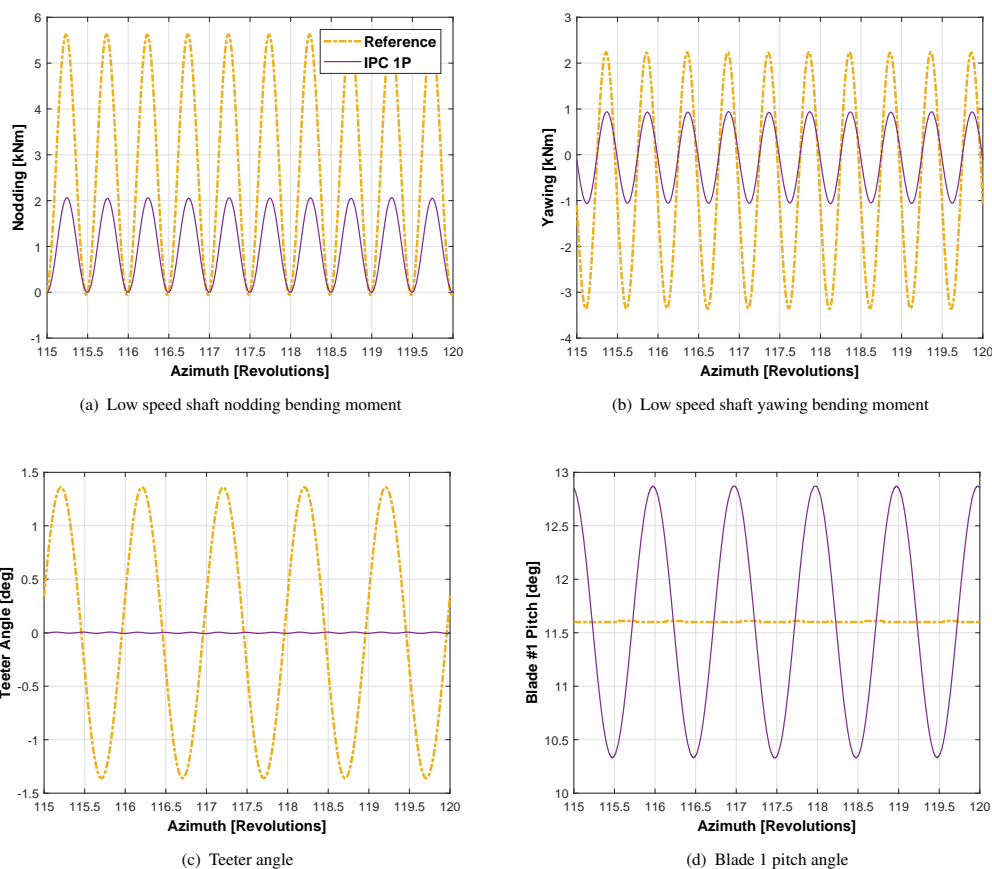 6
5
4
3
2
1
0
-1
Nodding [kNm]
Reference
IPC 1P
115 115.5 116 116.5 117 117.5 118 118.5 119 119.5 120
Azimuth [Revolutions]
(a) Low speed shaft nodding bending moment
3
2
1
0
-1
-2
-3
-4
Yawing [kNm]
115 115.5 116 116.5 117 117.5 118 118.5 119 119.5 120
Azimuth [Revolutions]
(b) Low speed shaft yawing bending moment
1.5
1
0.5
0
-0.5
-1
-1.5
Teeter Angle [deg]
115 115.5 116 116.5 117 117.5 118 118.5 119 119.5 120
Azimuth [Revolutions]
(c) Teeter angle
13
12.5
12
11.5
11
10.5
10
Blade #1 Pitch [deg]
115 115.5 116 116.5 117 117.5 118 118.5 119 119.5 120
Azimuth [Revolutions]
(d) Blade 1 pitch angle